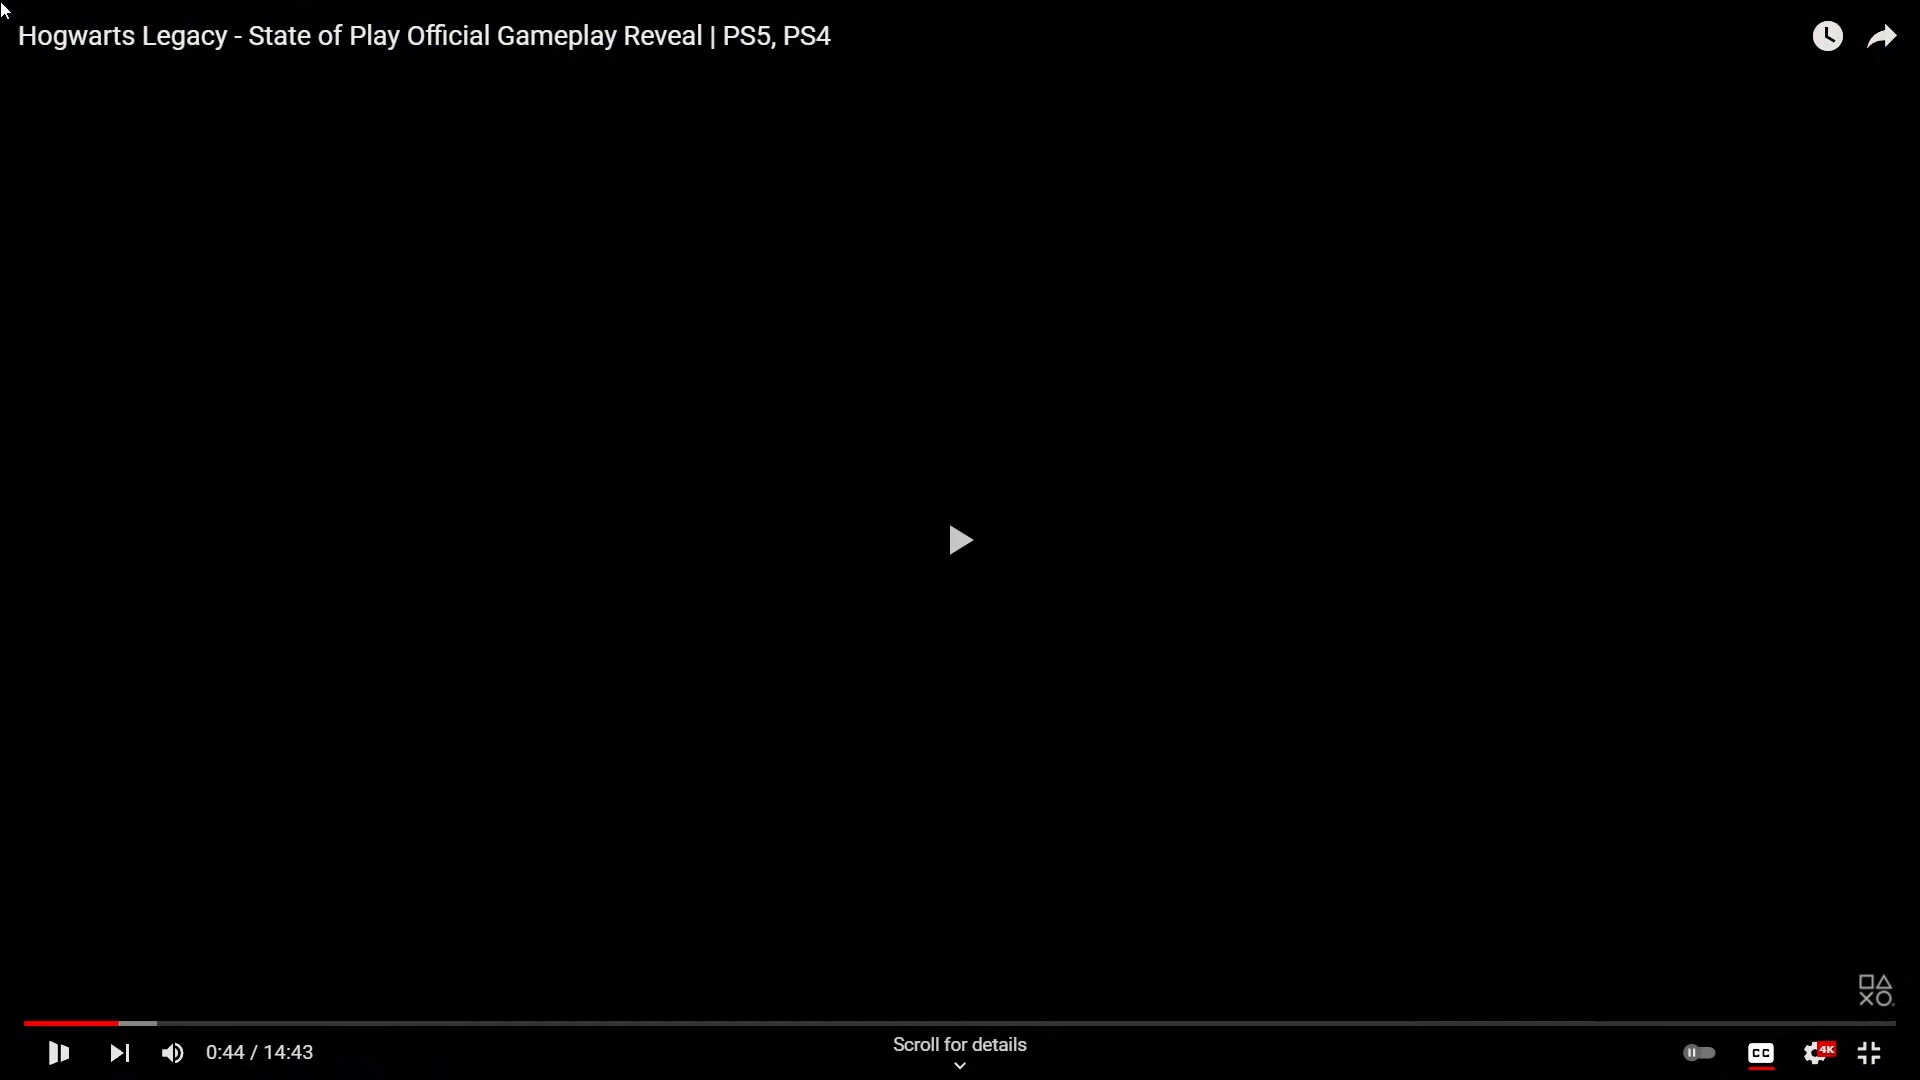 Hogwarts Legacy - State of Play Official Gameplay Reveal | PS5, PS4
0:44 / 14:43
Scroll for details
CC
4K